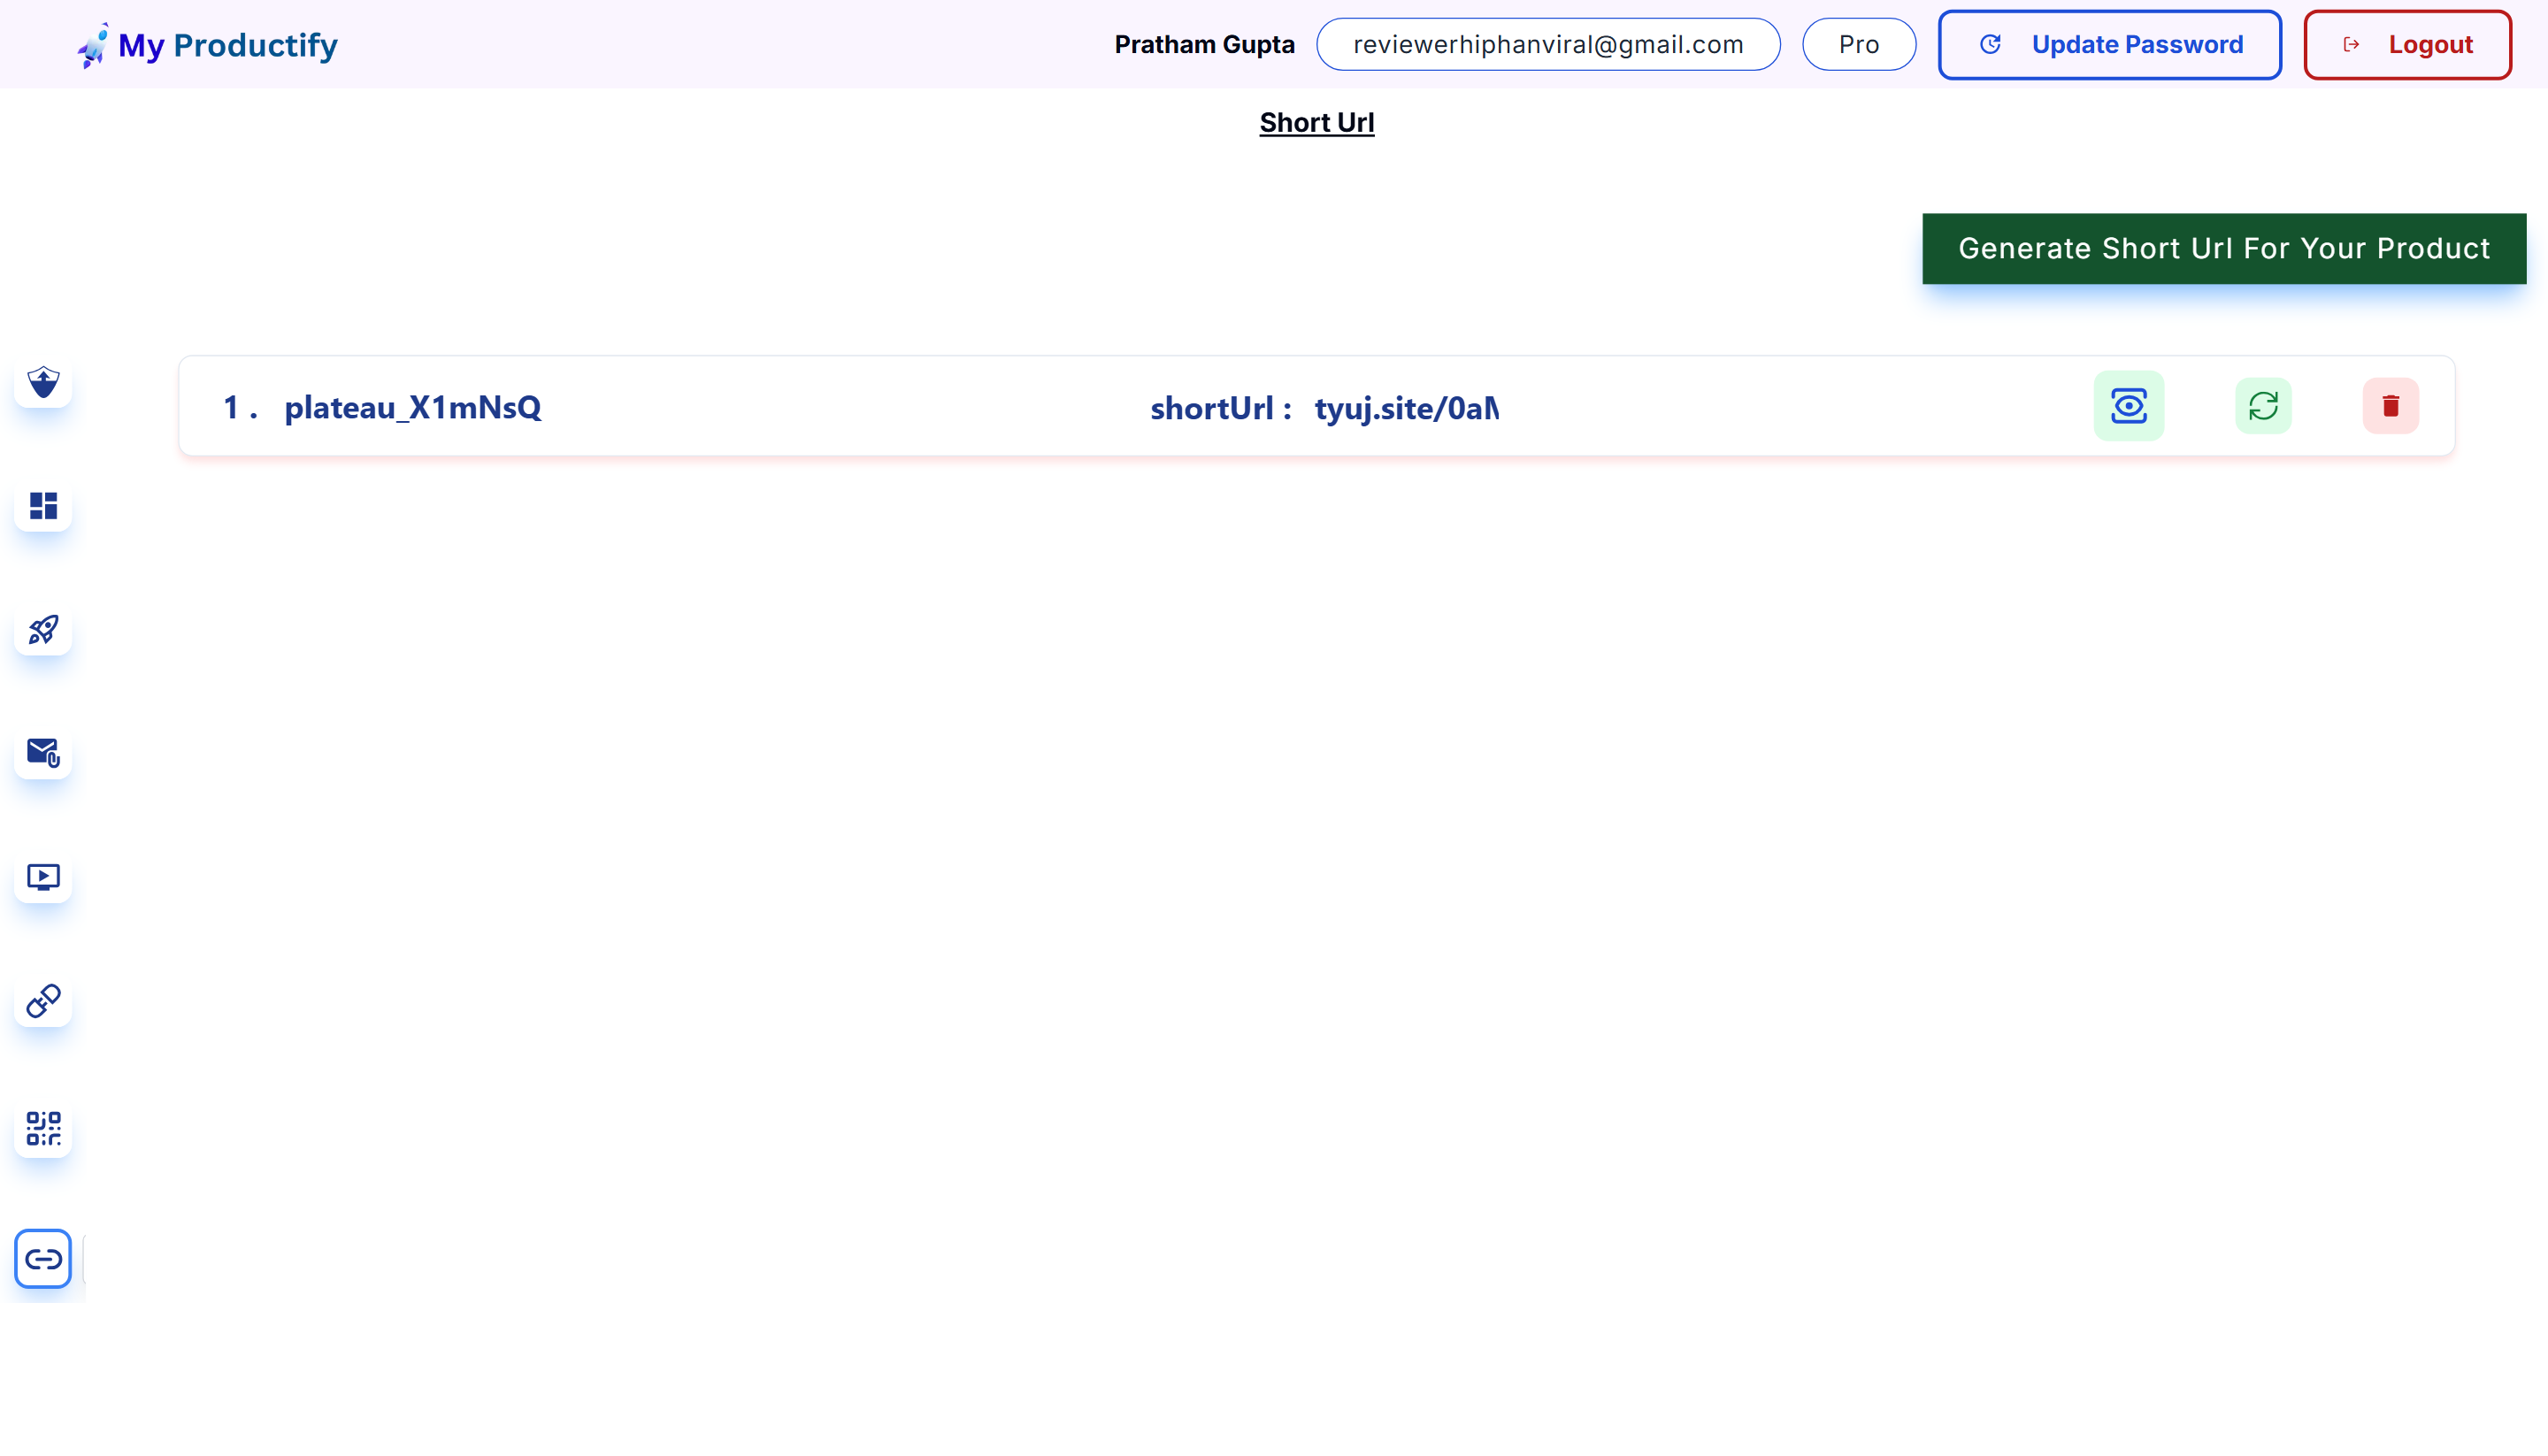 My Productify
Pratham Gupta
reviewerhiphanviral@gmail.com
Pro
Update Password
Logout
Short Url
Generate Short Url For Your Product
1 . plateau_X1mNsQ
shortUrl : tyuj.site/0a